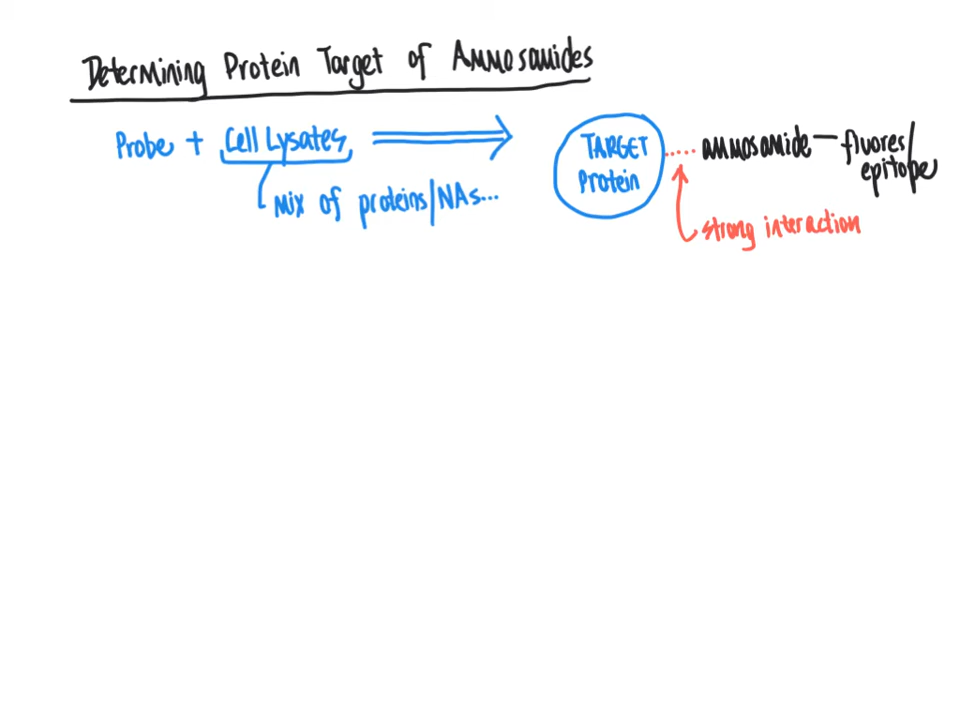 Determining Protein Target of Ammosamides
Probe + Cell Lysates
Mix of proteins/NAs...
TARGET
Protein
ammosamide — fluores/
epitope
strong interaction